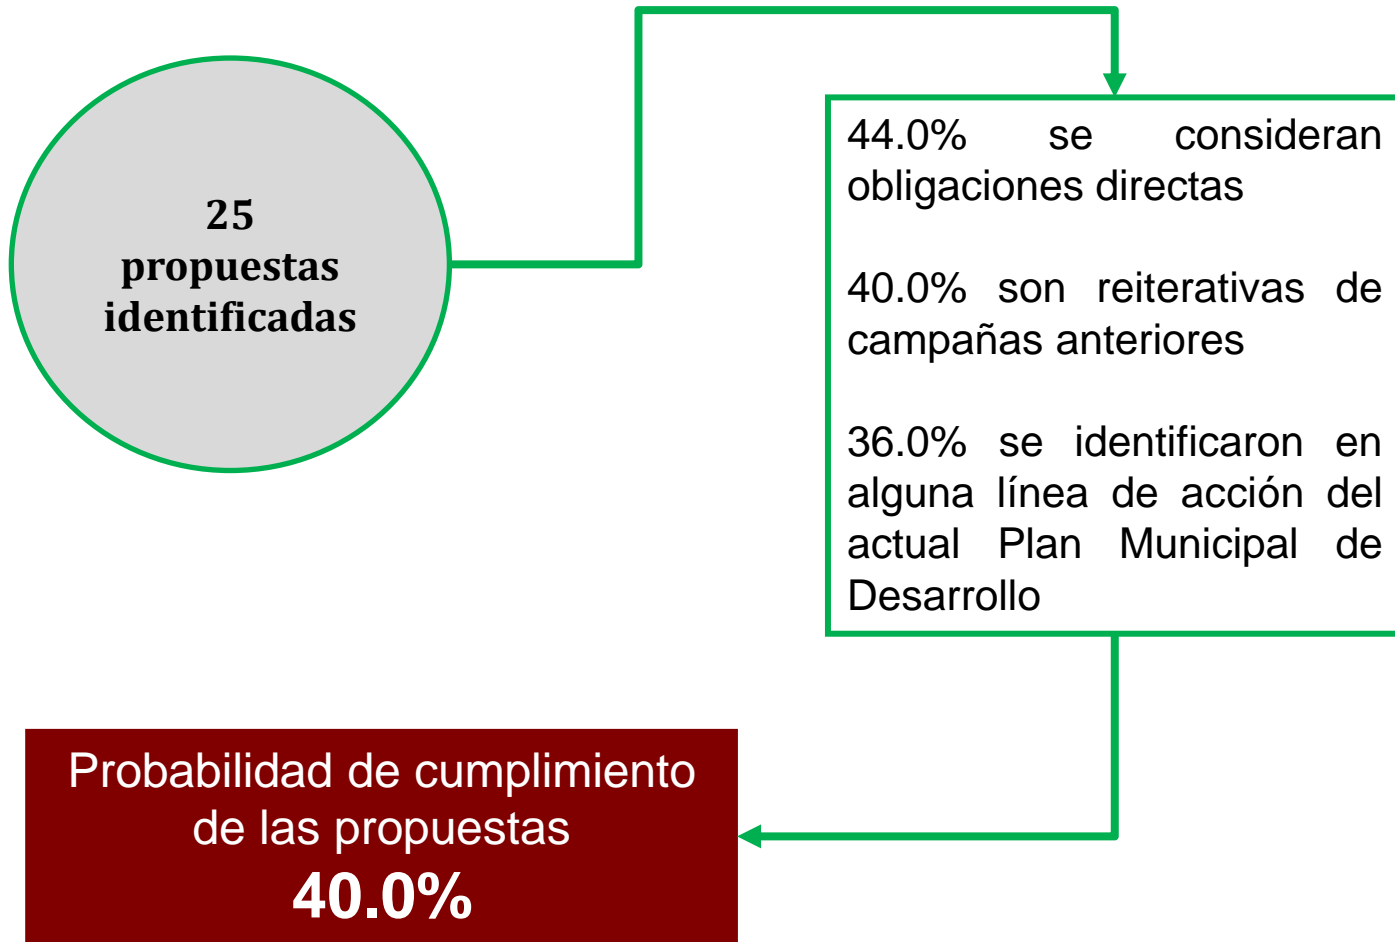 25
propuestas
identificadas
44.0% se consideran
obligaciones directas
40.0% son reiterativas de
campañas anteriores
36.0% se identificaron en
alguna línea de acción del
actual Plan Municipal de
Desarrollo
Probabilidad de cumplimiento
de las propuestas
40.0%